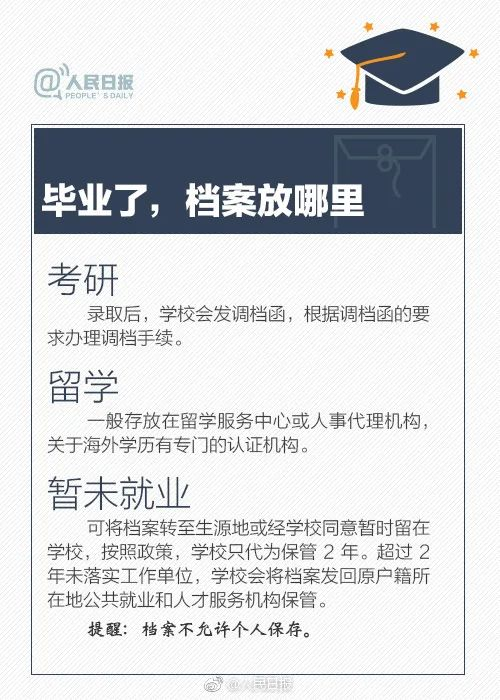 @人民日报
PEOPLE'S DAILY
毕业了，档案放哪里
考研
录取后，学校会发调档函，根据调档函的要
求办理调档手续。
留学
一般存放在留学服务中心或人事代理机构，
关于海外学历有专门的认证机构。
暂未就业
可将档案转至生源地或经学校同意暂时留在
学校，按照政策，学校只代为保管 2 年。超过 2
年未落实工作单位，学校会将档案发回原户籍所
在地公共就业和人才服务机构保管。
提醒：档案不允许个人保存。
@人民日报